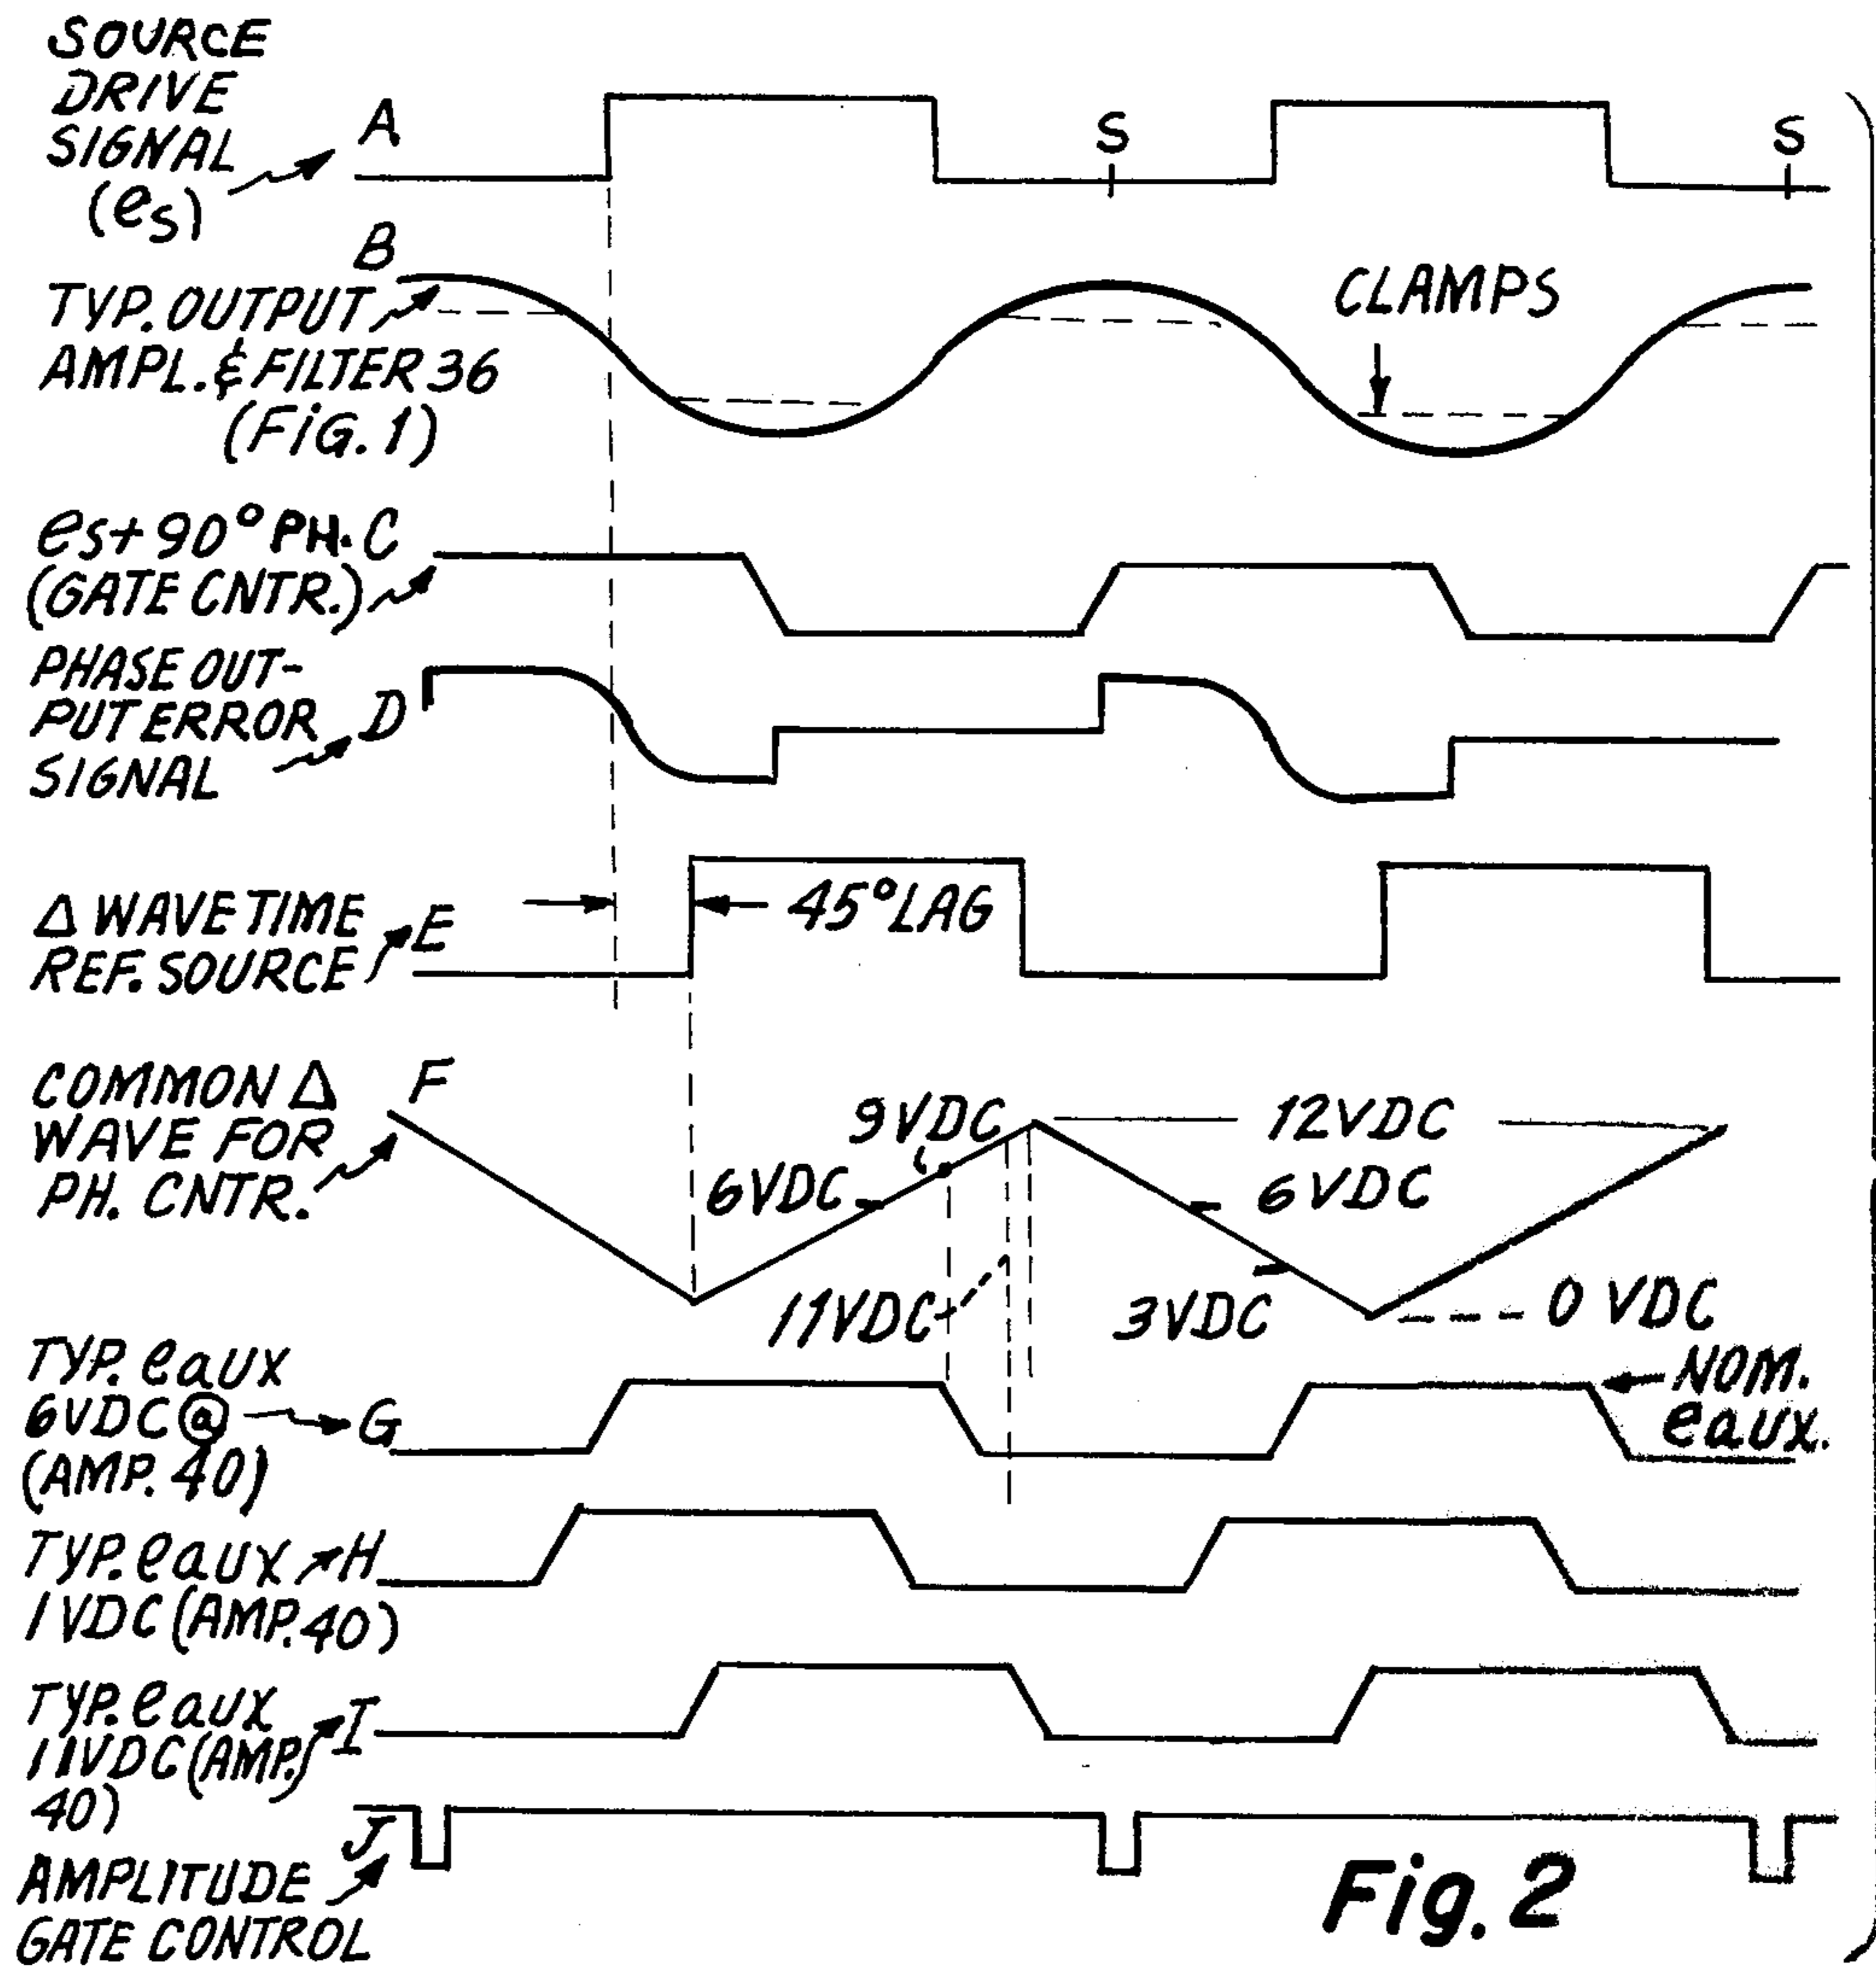 SOURCE
DRIVE
SIGNAL
(es)
A
S
S
B
TYP. OUTPUT
AMPL. & FILTER 36
(FIG. 1)
CLAMPS
es+90° PH. C
(GATE CNTR.)
PHASE OUT-
PUT ERROR D
SIGNAL
Δ WAVE TIME
REF. SOURCE E
45° LAG
COMMON Δ F
WAVE FOR
PH. CNTR.
9VDC
12VDC
6VDC
6VDC
11VDC
3VDC
0 VDC
TYP. eaux
6VDC @ G
(AMP. 40)
NOM.
eaux.
TYP. eaux H
1VDC (AMP. 40)
TYP. eaux I
11VDC (AMP.
40)
J
AMPLITUDE
GATE CONTROL
Fig. 2